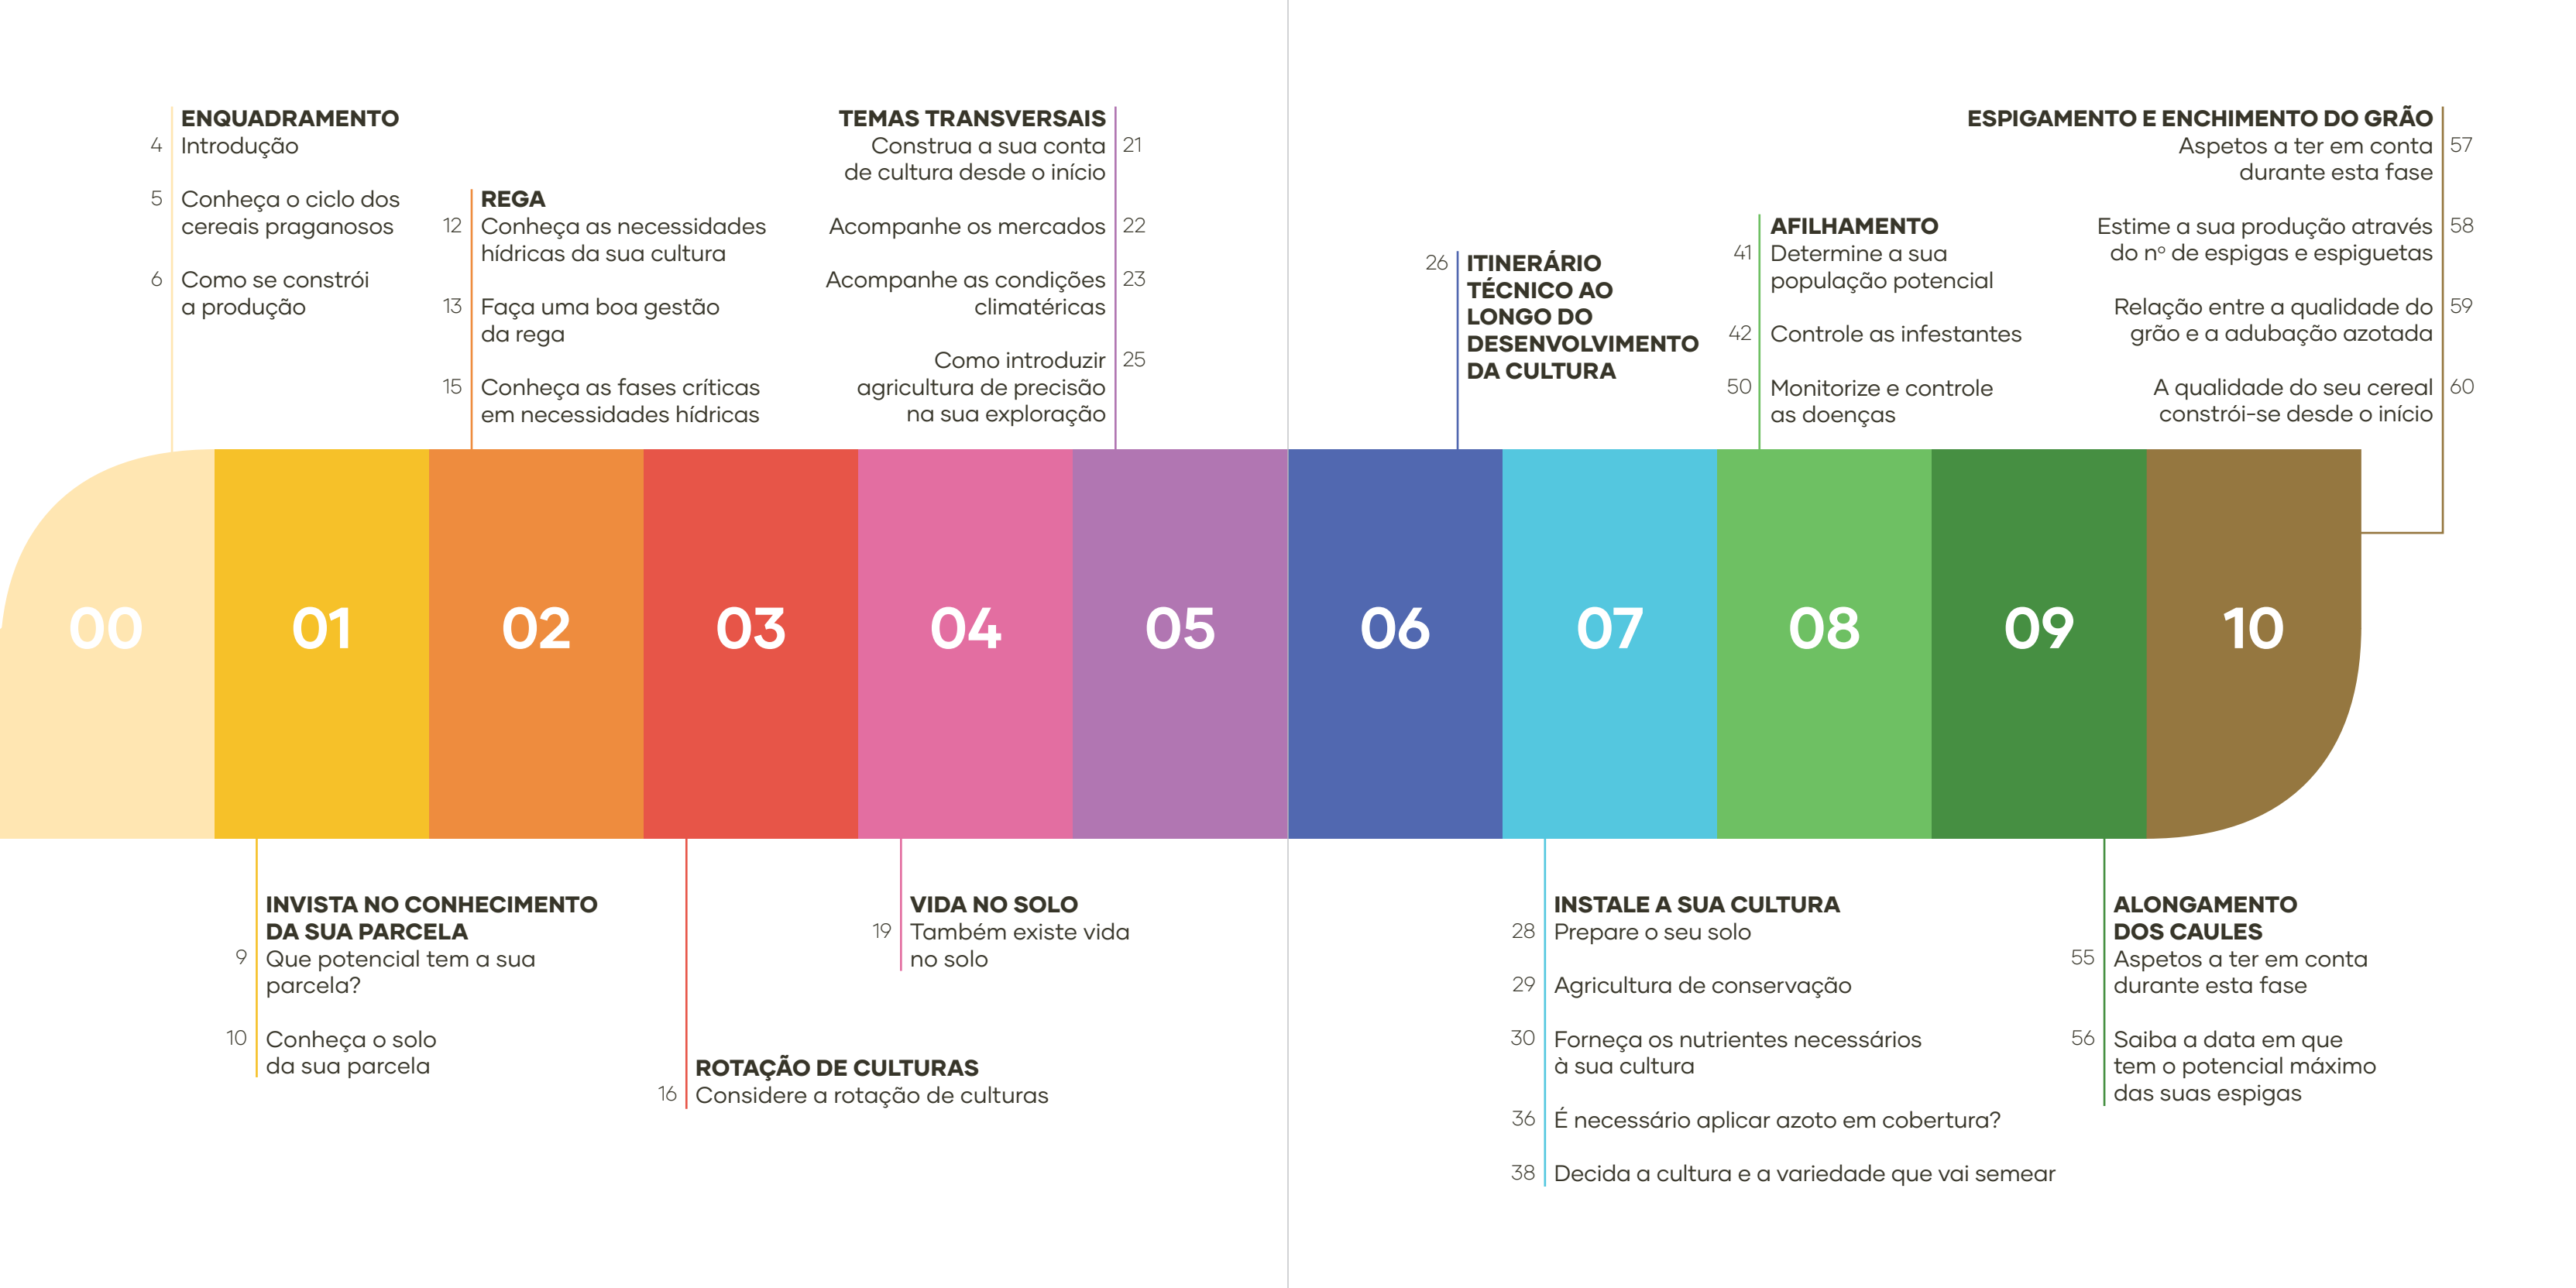 ENQUADRAMENTO
4 Introdução
5 Conheça o ciclo dos
cereais praganosos
6 Como se constrói
a produção
REGA
12 Conheça as necessidades
hídricas da sua cultura
13 Faça uma boa gestão
da rega
15 Conheça as fases críticas
em necessidades hídricas
TEMAS TRANSVERSAIS
Construa a sua conta 21
de cultura desde o início
Acompanhe os mercados 22
Acompanhe as condições 23
climatéricas
Como introduzir 25
agricultura de precisão
na sua exploração
26 ITINERÁRIO
TÉCNICO AO
LONGO DO
DESENVOLVIMENTO
DA CULTURA
AFILHAMENTO
41 Determine a sua
população potencial
42 Controle as infestantes
50 Monitorize e controle
as doenças
ESPIGAMENTO E ENCHIMENTO DO GRÃO
Aspetos a ter em conta 57
durante esta fase
Estime a sua produção através 58
do nº de espigas e espiguetas
Relação entre a qualidade do 59
grão e a adubação azotada
A qualidade do seu cereal 60
constrói-se desde o início
00 01 02 03 04 05 06 07 08 09 10
INVISTA NO CONHECIMENTO
DA SUA PARCELA
9 Que potencial tem a sua
parcela?
10 Conheça o solo
da sua parcela
ROTAÇÃO DE CULTURAS
16 Considere a rotação de culturas
VIDA NO SOLO
19 Também existe vida
no solo
INSTALE A SUA CULTURA
28 Prepare o seu solo
29 Agricultura de conservação
30 Forneça os nutrientes necessários
à sua cultura
36 É necessário aplicar azoto em cobertura?
38 Decida a cultura e a variedade que vai semear
ALONGAMENTO
DOS CAULES
55 Aspetos a ter em conta
durante esta fase
56 Saiba a data em que
tem o potencial máximo
das suas espigas